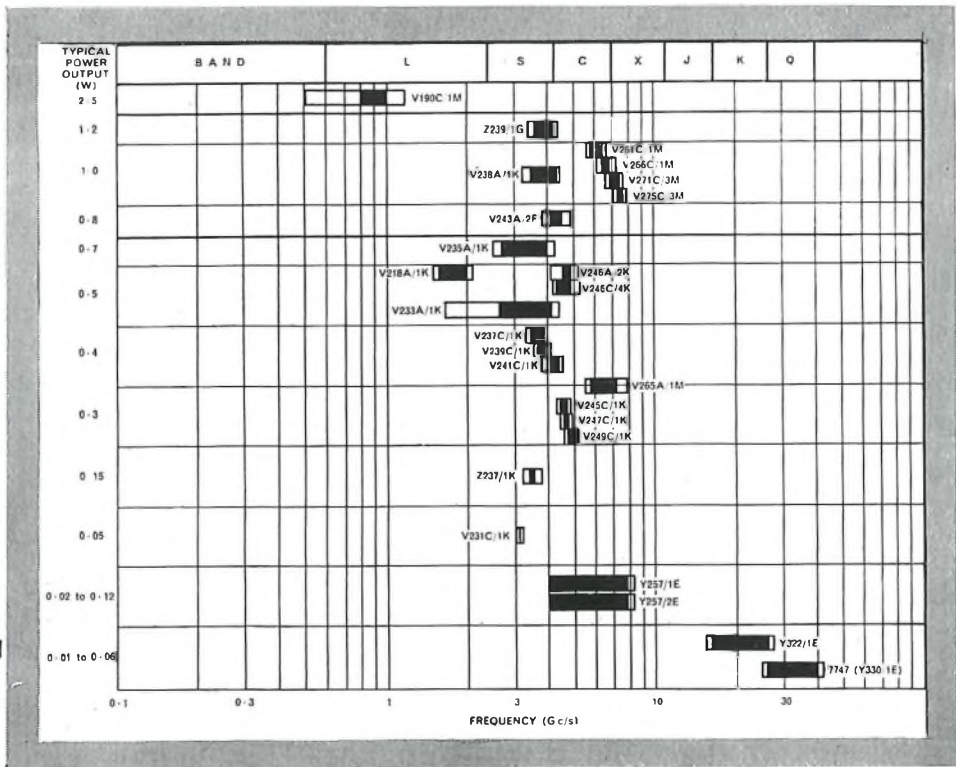 TYPICAL
POWER
OUTPUT
(W)
BAND L S C X J K Q
2·5
V190C/1M
1·2
Z239/1G
V261C/1M
1·0
V238A/1K
V266C/1M
V271C/3M
V275C/3M
0·8
V243A/2F
0·7
V235A/1K
V218A/1K
V246A/2K
0·5
V246C/4K
V233A/1K
V237C/1K
0·4
V239C/1K
V241C/1K
V265A/1M
0·3
V245C/1K
V247C/1K
V249C/1K
0·15
Z237/1K
0·05
V231C/1K
Y257/1E
0·02 to 0·12
Y257/2E
Y322/1E
0·01 to 0·06
7747 (Y330/1E)
0·1 0·3 1 3 10 30
FREQUENCY (Gc/s)